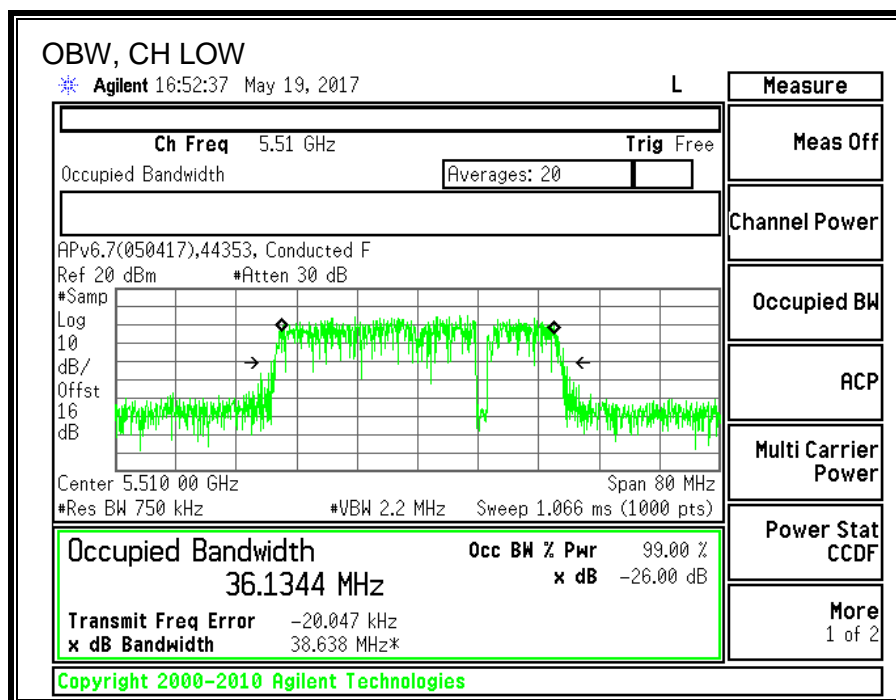 OBW, CH LOW
Agilent 16:52:37 May 19, 2017 L
Measure
Ch Freq 5.51 GHz Trig Free
Meas Off
Occupied Bandwidth Averages: 20
Channel Power
APv6.7(050417),44353, Conducted F
Ref 20 dBm #Atten 30 dB
#Samp
Log
10
dB/
Offst
16
dB
Occupied BW
ACP
Multi Carrier
Power
Center 5.510 00 GHz Span 80 MHz
#Res BW 750 kHz #VBW 2.2 MHz Sweep 1.066 ms (1000 pts)
Power Stat
CCDF
Occupied Bandwidth Occ BW % Pwr 99.00 %
36.1344 MHz x dB -26.00 dB
Transmit Freq Error -20.047 kHz
x dB Bandwidth 38.638 MHz*
More
1 of 2
Copyright 2000-2010 Agilent Technologies